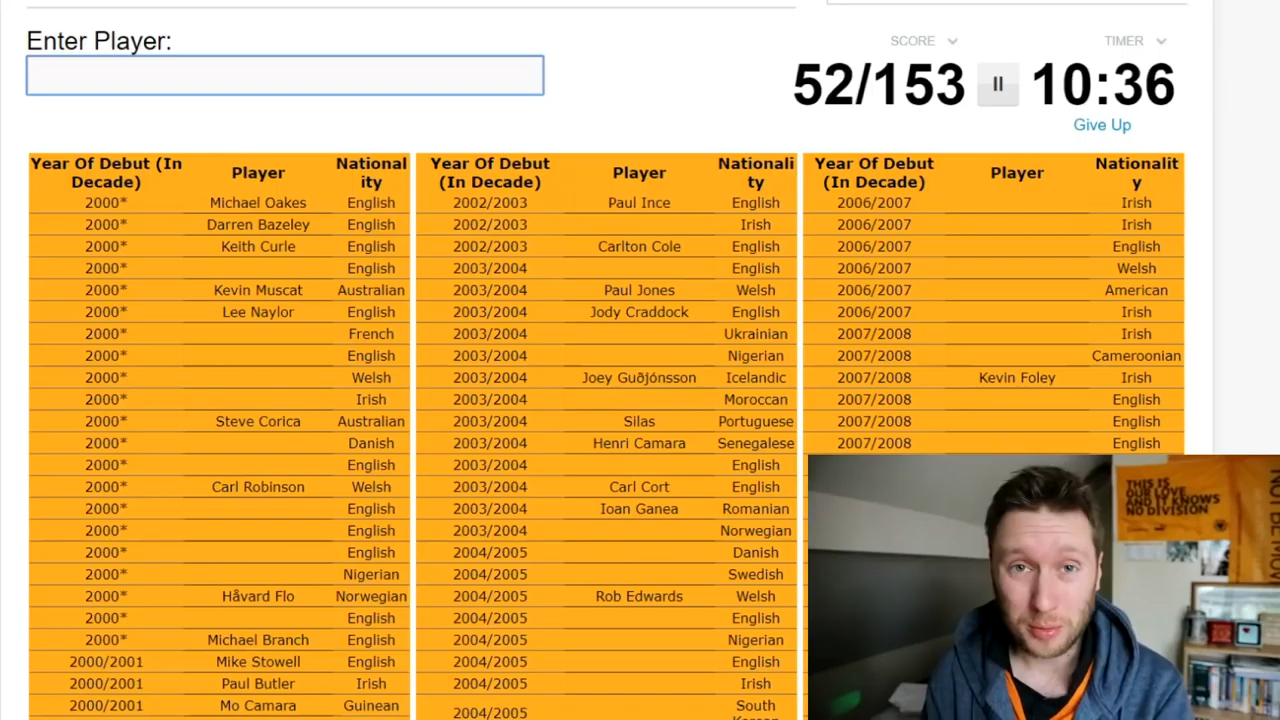 Enter Player:
SCORE
TIMER
52/153
10:36
Give Up
Year Of Debut (In Decade) Player Nationality
2000* Michael Oakes English
2000* Darren Bazeley English
2000* Keith Curle English
2000* English
2000* Kevin Muscat Australian
2000* Lee Naylor English
2000* French
2000* English
2000* Welsh
2000* Irish
2000* Steve Corica Australian
2000* Danish
2000* English
2000* Carl Robinson Welsh
2000* English
2000* English
2000* English
2000* Nigerian
2000* Håvard Flo Norwegian
2000* English
2000* Michael Branch English
2000/2001 Mike Stowell English
2000/2001 Paul Butler Irish
2000/2001 Mo Camara Guinean
Year Of Debut (In Decade) Player Nationality
2002/2003 Paul Ince English
2002/2003 Irish
2002/2003 Carlton Cole English
2003/2004 English
2003/2004 Paul Jones Welsh
2003/2004 Jody Craddock English
2003/2004 Ukrainian
2003/2004 Nigerian
2003/2004 Joey Guðjónsson Icelandic
2003/2004 Moroccan
2003/2004 Silas Portuguese
2003/2004 Henri Camara Senegalese
2003/2004 English
2003/2004 Carl Cort English
2003/2004 Ioan Ganea Romanian
2003/2004 Norwegian
2004/2005 Danish
2004/2005 Swedish
2004/2005 Rob Edwards Welsh
2004/2005 English
2004/2005 Nigerian
2004/2005 English
2004/2005 Irish
2004/2005 South
Year Of Debut (In Decade) Player Nationality
2006/2007 Irish
2006/2007 Irish
2006/2007 English
2006/2007 Welsh
2006/2007 American
2006/2007 Irish
2007/2008 Irish
2007/2008 Cameroonian
2007/2008 Kevin Foley Irish
2007/2008 English
2007/2008 English
2007/2008 English
THIS IS
OUR LOVE
AND IT KNOWS
NO DIVISION